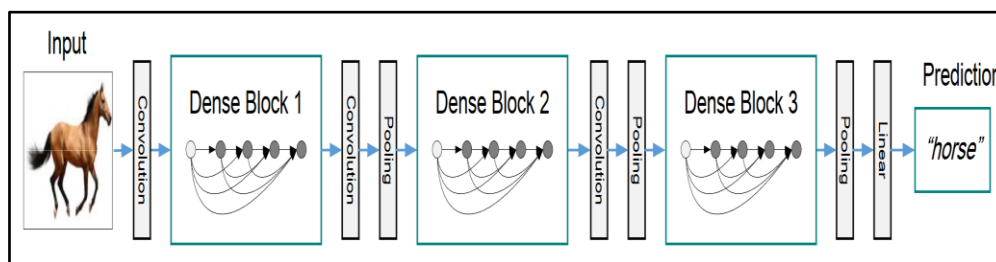 Input
Convolution
Dense Block 1
Convolution
Pooling
Dense Block 2
Convolution
Pooling
Dense Block 3
Pooling
Linear
Prediction
“horse”